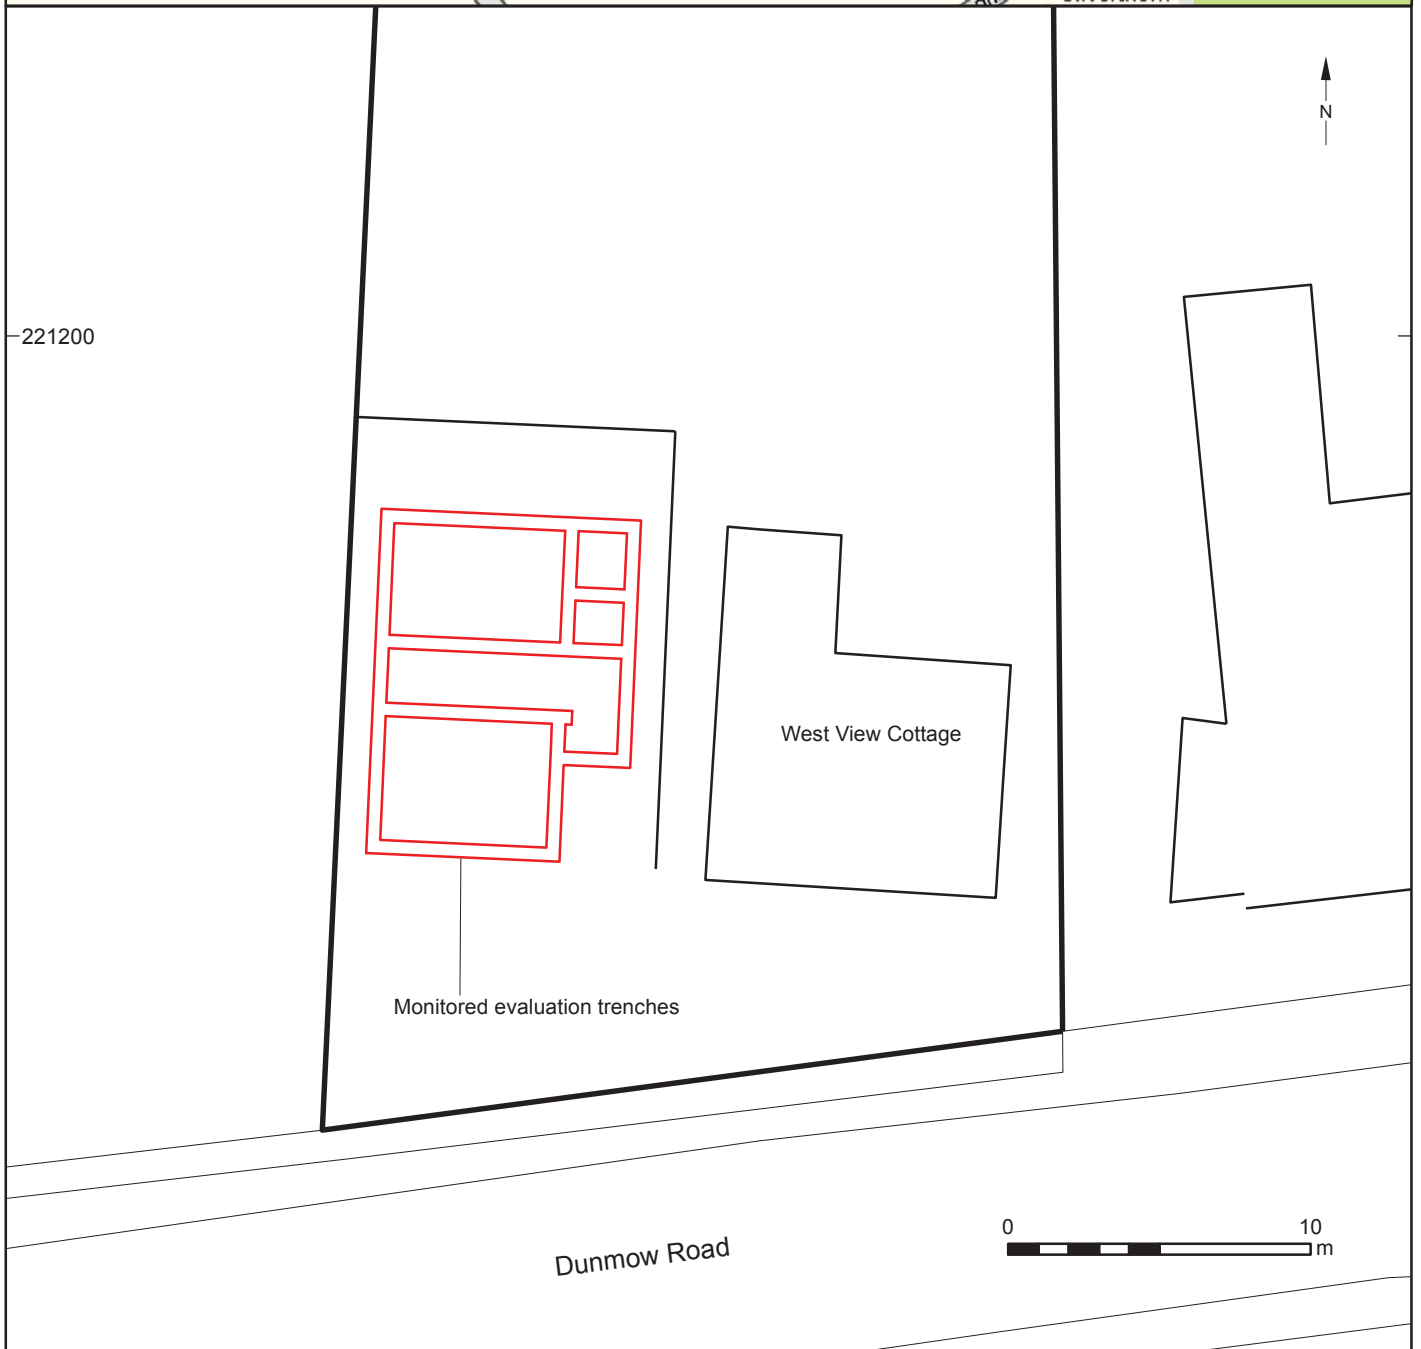 N
221200
West View Cottage
Monitored evaluation trenches
0 10
m
Dunmow Road